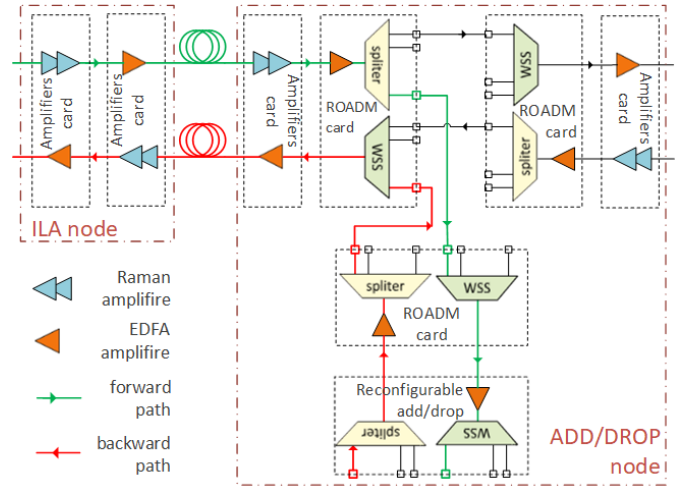 Amplifiers
card
Amplifiers
card
Amplifiers
card
spliter
ROADM
card
WSS
WSS
ROADM
card
spliter
Amplifiers
card
ILA node
Raman
amplifire
EDFA
amplifire
forward
path
backward
path
spliter
WSS
ROADM
card
Reconfigurable
add/drop
spliter
WSS
ADD/DROP
node